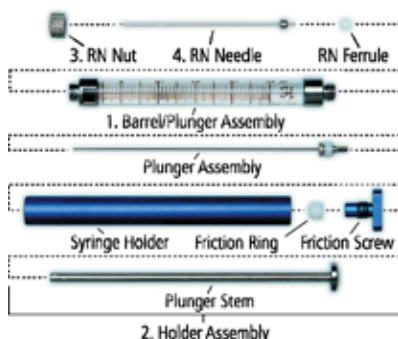 3. RN Nut 4. RN Needle RN Ferrule
1. Barrel/Plunger Assembly
Plunger Assembly
Syringe Holder Friction Ring Friction Screw
Plunger Stem
2. Holder Assembly